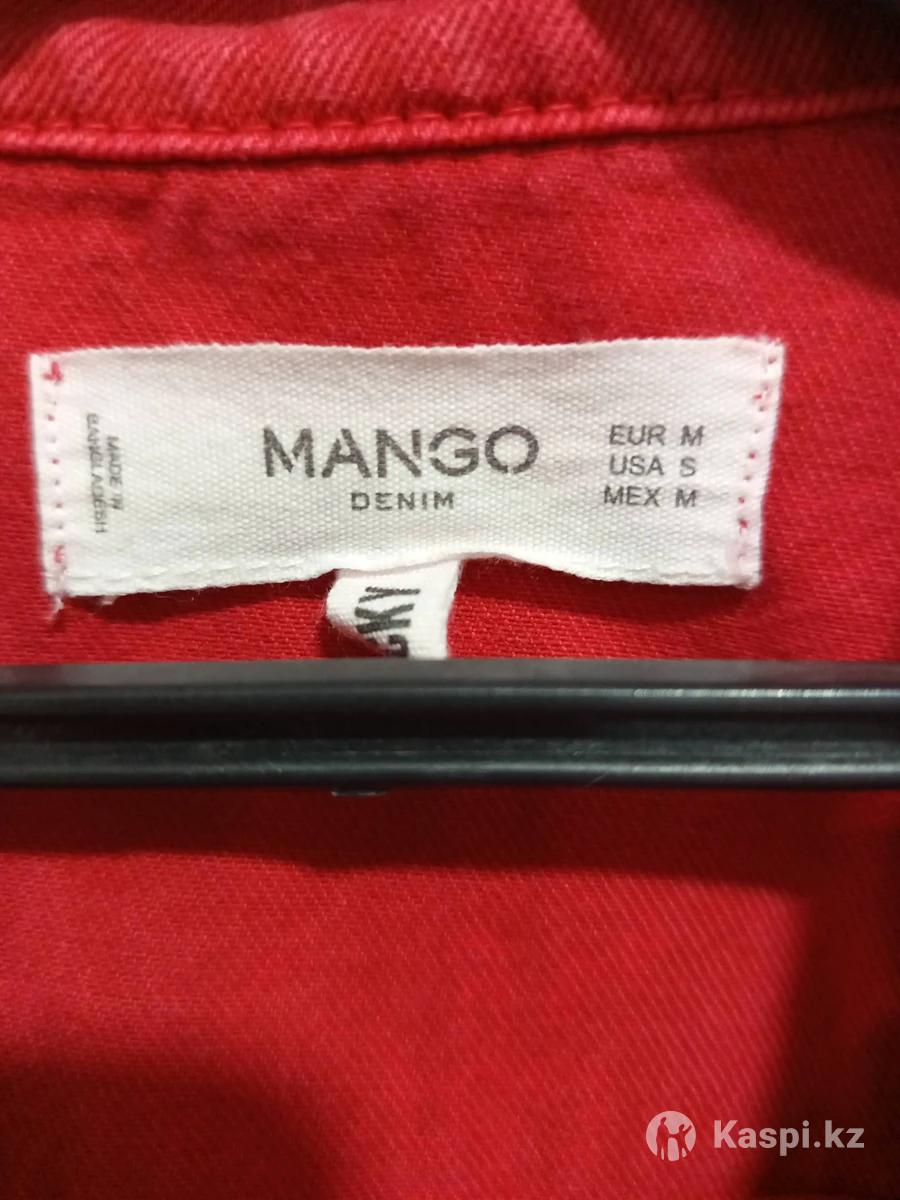 MADE IN
BANGLADESH
MANGO
DENIM
EUR M
USA S
MEX M
Kaspi.kz